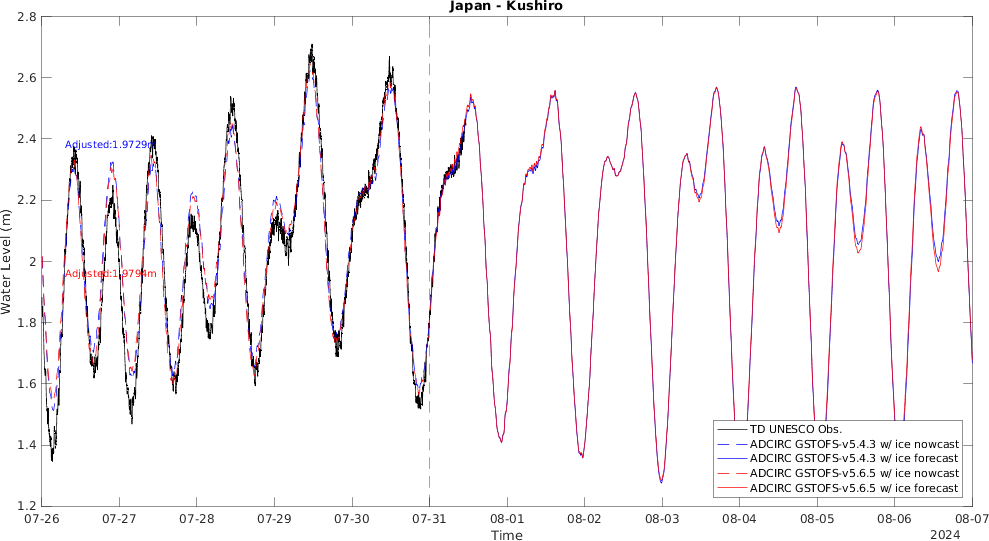 Japan - Kushiro
Water Level (m)
2.8
2.6
2.4
2.2
2
1.8
1.6
1.4
1.2
Adjusted:1.9729m
Adjusted:1.9794m
TD UNESCO Obs.
ADCIRC GSTOFS-v5.4.3 w/ ice nowcast
ADCIRC GSTOFS-v5.4.3 w/ ice forecast
ADCIRC GSTOFS-v5.6.5 w/ ice nowcast
ADCIRC GSTOFS-v5.6.5 w/ ice forecast
07-26 07-27 07-28 07-29 07-30 07-31 08-01 08-02 08-03 08-04 08-05 08-06 08-07
Time
2024